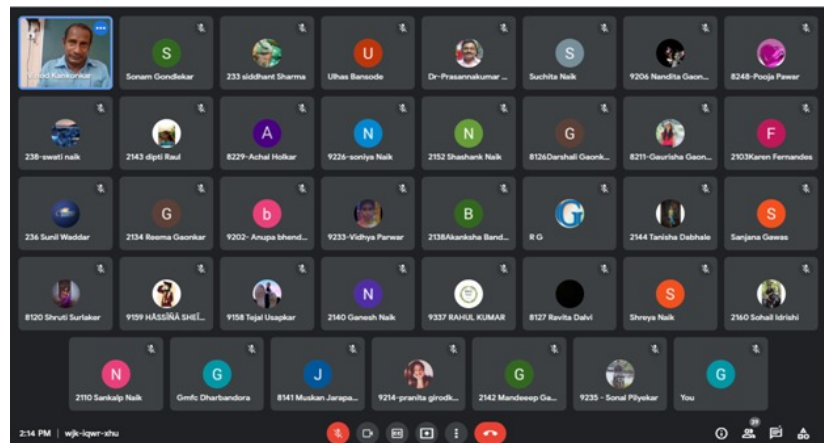 Vinod Kankonkar
S
Sonam Gondlekar
233 siddhant Sharma
U
Ulhas Bansode
Dr-Prasannakumar ...
S
Suchita Naik
9206 Nandita Gaon...
8248-Pooja Pawar
238-swati naik
2143 dipti Raul
A
8229-Achal Holkar
N
9226-soniya Naik
N
2152 Shashank Naik
G
8126Darshali Gaonk...
8211-Gaurisha Gaon...
F
2103Karen Fernandes
236 Sunil Waddar
G
2134 Reema Gaonkar
b
9202- Anupa bhend...
9233-Vidhya Parwar
B
2138Akanksha Band...
G
R G
2144 Tanisha Dabhale
S
Sanjana Gawas
8120 Shruti Surlaker
9159 HÃSSÏÑÃ SHEÏ...
9158 Tejal Usapkar
N
2140 Ganesh Naik
9337 RAHUL KUMAR
8127 Revita Dalvi
S
Shreya Naik
2160 Sohail Idrishi
N
2110 Sankalp Naik
G
Gmfc Dharbandora
J
8141 Muskan Jarapa...
9214-pranita girodk...
G
2142 Mandeeep Ga...
9235 - Sonal Pilyekar
G
You
2:14 PM | wjk-iqwr-xhu
39